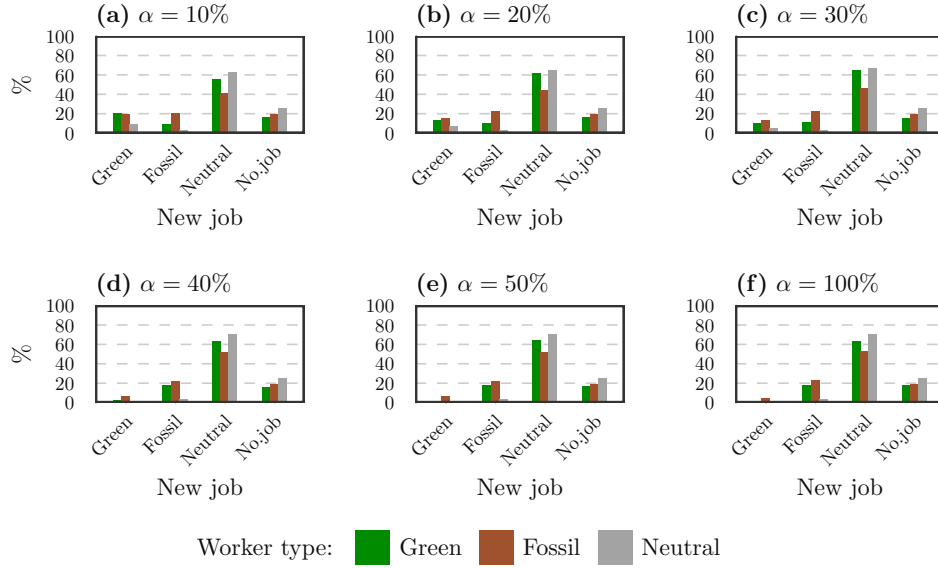 (a) α = 10%
(b) α = 20%
(c) α = 30%
%
100
80
60
40
20
0
Green
Fossil
Neutral
No.job
New job
100
80
60
40
20
0
Green
Fossil
Neutral
No.job
New job
100
80
60
40
20
0
Green
Fossil
Neutral
No.job
New job
(d) α = 40%
(e) α = 50%
(f) α = 100%
%
100
80
60
40
20
0
Green
Fossil
Neutral
No.job
New job
100
80
60
40
20
0
Green
Fossil
Neutral
No.job
New job
100
80
60
40
20
0
Green
Fossil
Neutral
No.job
New job
Worker type: Green Fossil Neutral